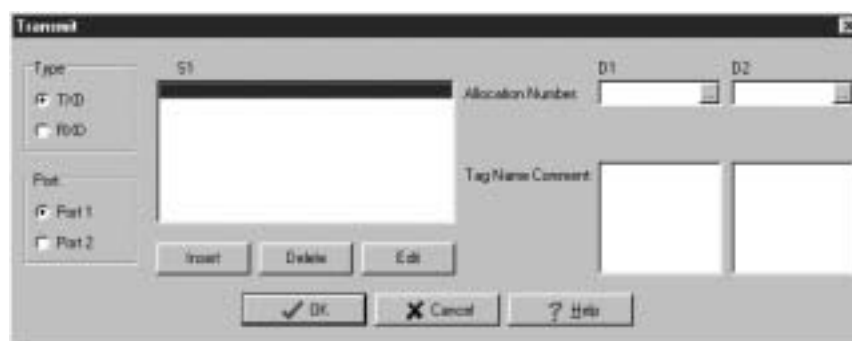 Transmit
Type
TXD
RXD
Port
Port 1
Port 2
S1
Insert
Delete
Edit
D1
D2
Allocation Number:
...
...
Tag Name Comment:
OK
Cancel
? Help